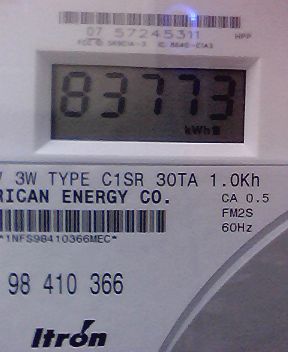 07 57245311
83773
kWh
V 3W TYPE C1SR 30TA 1.0Kh
RICAN ENERGY CO. CA 0.5
FM2S
60Hz
*1NFS98410366MEC*
98 410 366
Itron